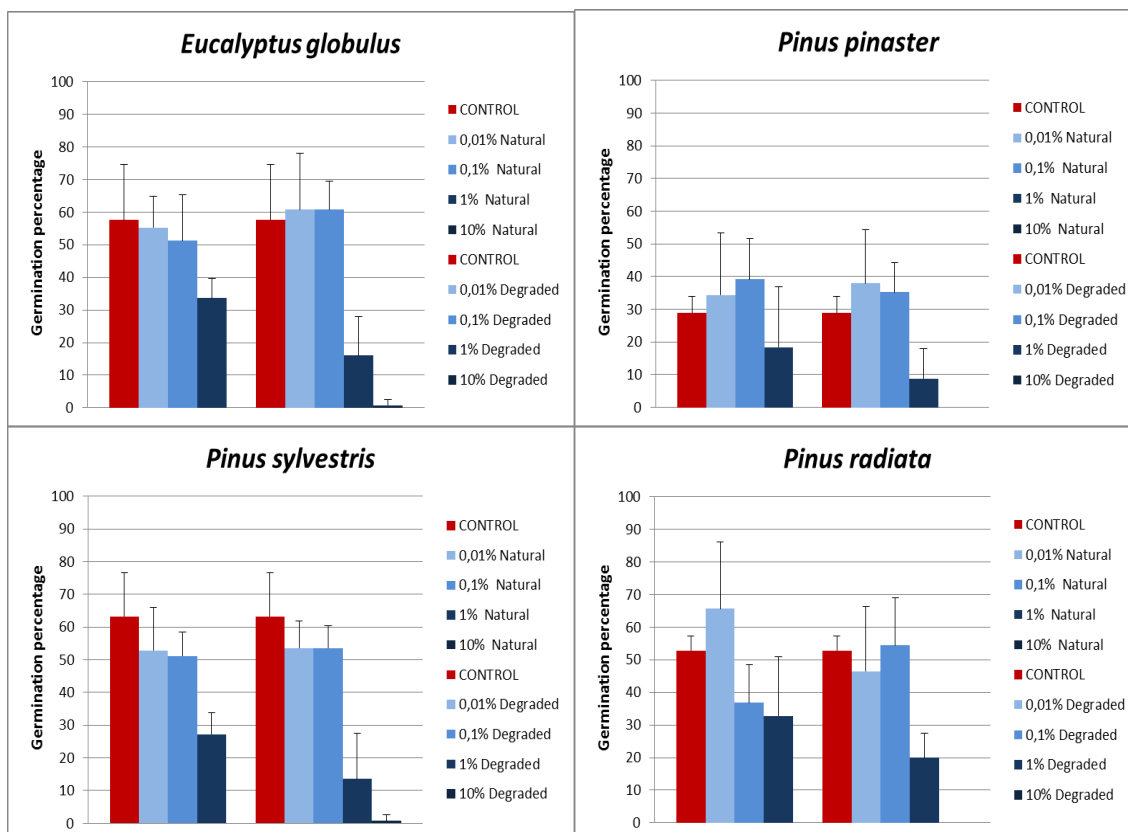 Eucalyptus globulus
Germination percentage
100
90
80
70
60
50
40
30
20
10
0
CONTROL
0,01% Natural
0,1% Natural
1% Natural
10% Natural
CONTROL
0,01% Degraded
0,1% Degraded
1% Degraded
10% Degraded
Pinus pinaster
Germination percentage
100
90
80
70
60
50
40
30
20
10
0
CONTROL
0,01% Natural
0,1% Natural
1% Natural
10% Natural
CONTROL
0,01% Degraded
0,1% Degraded
1% Degraded
10% Degraded
Pinus sylvestris
Germination percentage
100
90
80
70
60
50
40
30
20
10
0
CONTROL
0,01% Natural
0,1% Natural
1% Natural
10% Natural
CONTROL
0,01% Degraded
0,1% Degraded
1% Degraded
10% Degraded
Pinus radiata
Germination percentage
100
90
80
70
60
50
40
30
20
10
0
CONTROL
0,01% Natural
0,1% Natural
1% Natural
10% Natural
CONTROL
0,01% Degraded
0,1% Degraded
1% Degraded
10% Degraded